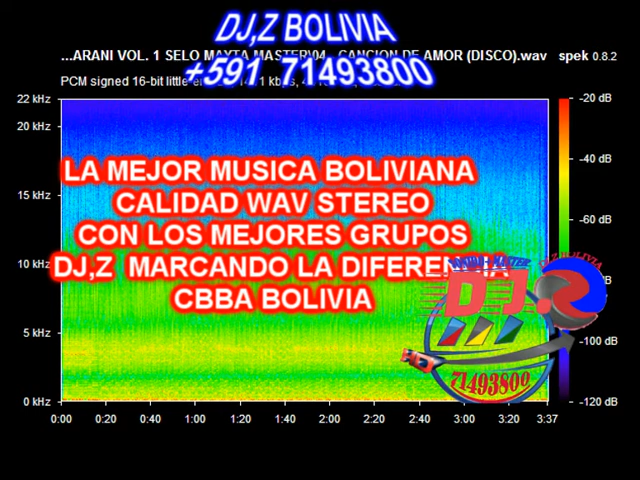 DJ,Z BOLIVIA
...ARANI VOL. 1 SELO MAYTA MASTER\04 - CANCION DE AMOR (DISCO).wav spek 0.8.2
+591 71493800
PCM signed 16-bit little
22 kHz
20 kHz
15 kHz
10 kHz
5 kHz
0 kHz
LA MEJOR MUSICA BOLIVIANA
CALIDAD WAV STEREO
CON LOS MEJORES GRUPOS
DJ,Z MARCANDO LA
CBBA BOLIVIA
-20 dB
-40 dB
-60 dB
-100 dB
-120 dB
BOLIVIA
71493800
0:00 0:20 0:40 1:00 1:20 1:40 2:00 2:20 2:40 3:00 3:20 3:37